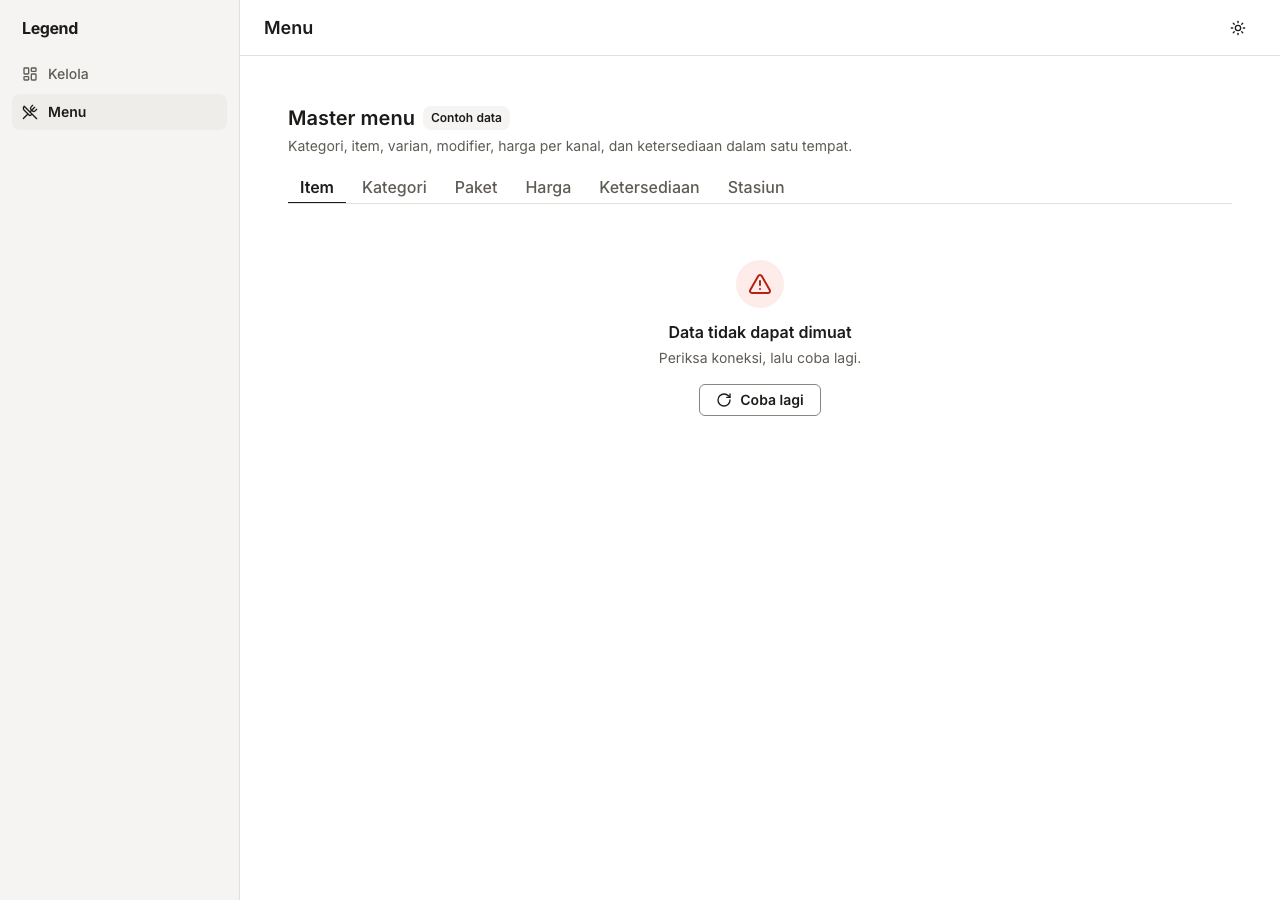 Legend
Kelola
Menu
Menu
Master menu
Contoh data
Kategori, item, varian, modifier, harga per kanal, dan ketersediaan dalam satu tempat.
Item Kategori Paket Harga Ketersediaan Stasiun
Data tidak dapat dimuat
Periksa koneksi, lalu coba lagi.
Coba lagi